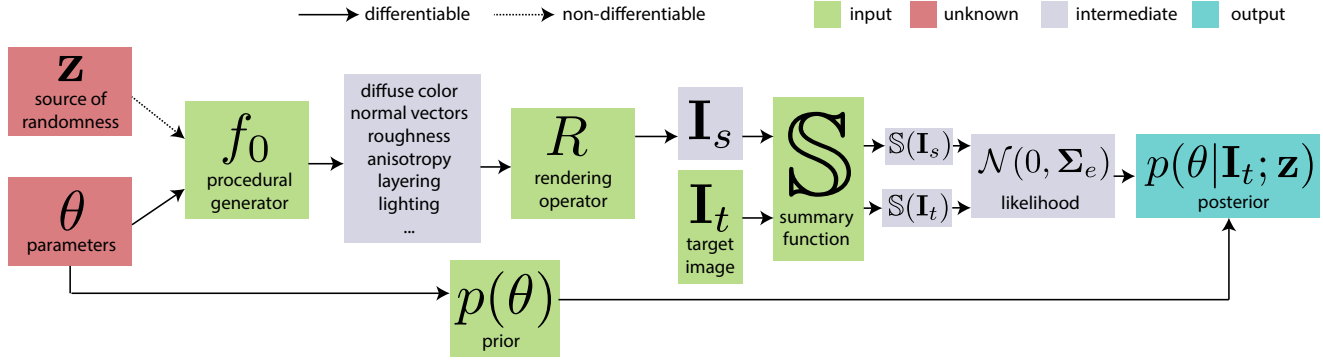 differentiable
non-differentiable
input
unknown
intermediate
output
z
source of
randomness
θ
parameters
f₀
procedural
generator
diffuse color
normal vectors
roughness
anisotropy
layering
lighting
...
R
rendering
operator
Iₛ
Iₜ
target
image
𝕊
summary
function
𝕊(Iₛ)
𝕊(Iₜ)
𝒩(0, Σₑ)
likelihood
p(θ|Iₜ; z)
posterior
p(θ)
prior